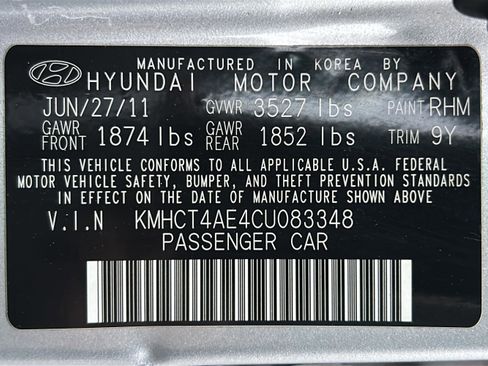 MANUFACTURED IN KOREA BY
HYUNDAI MOTOR COMPANY
JUN/27/11 GVWR 3527 lbs PAINT RHM
GAWR FRONT 1874 lbs GAWR REAR 1852 lbs TRIM 9Y
THIS VEHICLE CONFORMS TO ALL APPLICABLE U.S.A. FEDERAL
MOTOR VEHICLE SAFETY, BUMPER, AND THEFT PREVENTION STANDARDS
IN EFFECT ON THE DATE OF MANUFACTURE SHOWN ABOVE
V.I.N KMHCT4AE4CU083348
PASSENGER CAR